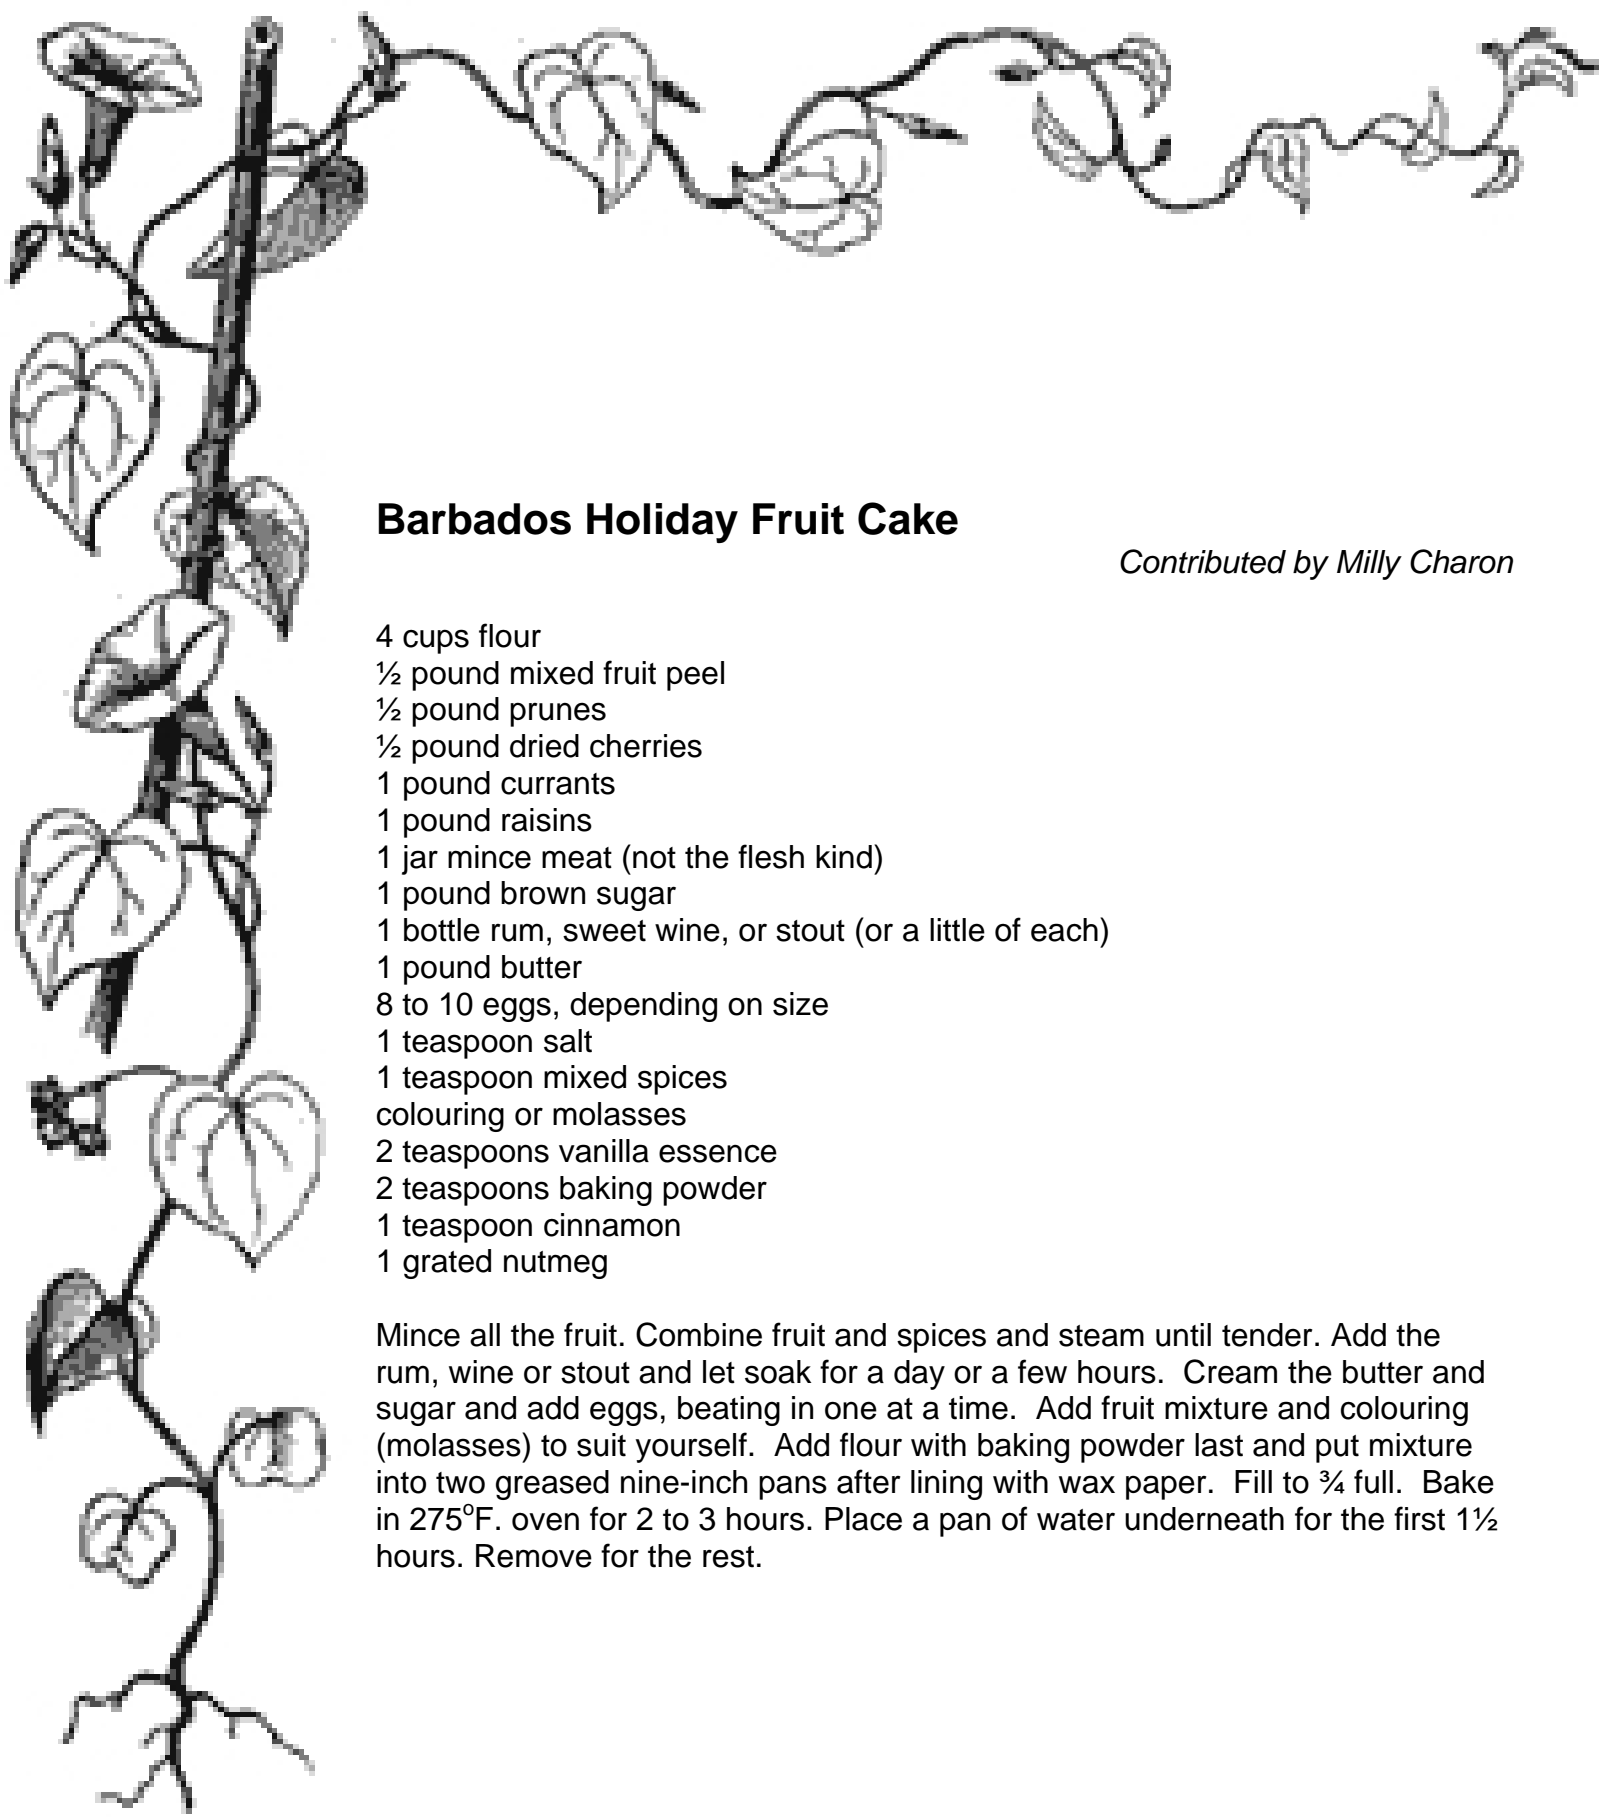 Barbados Holiday Fruit Cake
Contributed by Milly Charon
4 cups flour
½ pound mixed fruit peel
½ pound prunes
½ pound dried cherries
1 pound currants
1 pound raisins
1 jar mince meat (not the flesh kind)
1 pound brown sugar
1 bottle rum, sweet wine, or stout (or a little of each)
1 pound butter
8 to 10 eggs, depending on size
1 teaspoon salt
1 teaspoon mixed spices
colouring or molasses
2 teaspoons vanilla essence
2 teaspoons baking powder
1 teaspoon cinnamon
1 grated nutmeg
Mince all the fruit. Combine fruit and spices and steam until tender. Add the
rum, wine or stout and let soak for a day or a few hours.  Cream the butter and
sugar and add eggs, beating in one at a time.  Add fruit mixture and colouring
(molasses) to suit yourself.  Add flour with baking powder last and put mixture
into two greased nine-inch pans after lining with wax paper.  Fill to ¾ full.  Bake
in 275°F. oven for 2 to 3 hours. Place a pan of water underneath for the first 1½
hours. Remove for the rest.